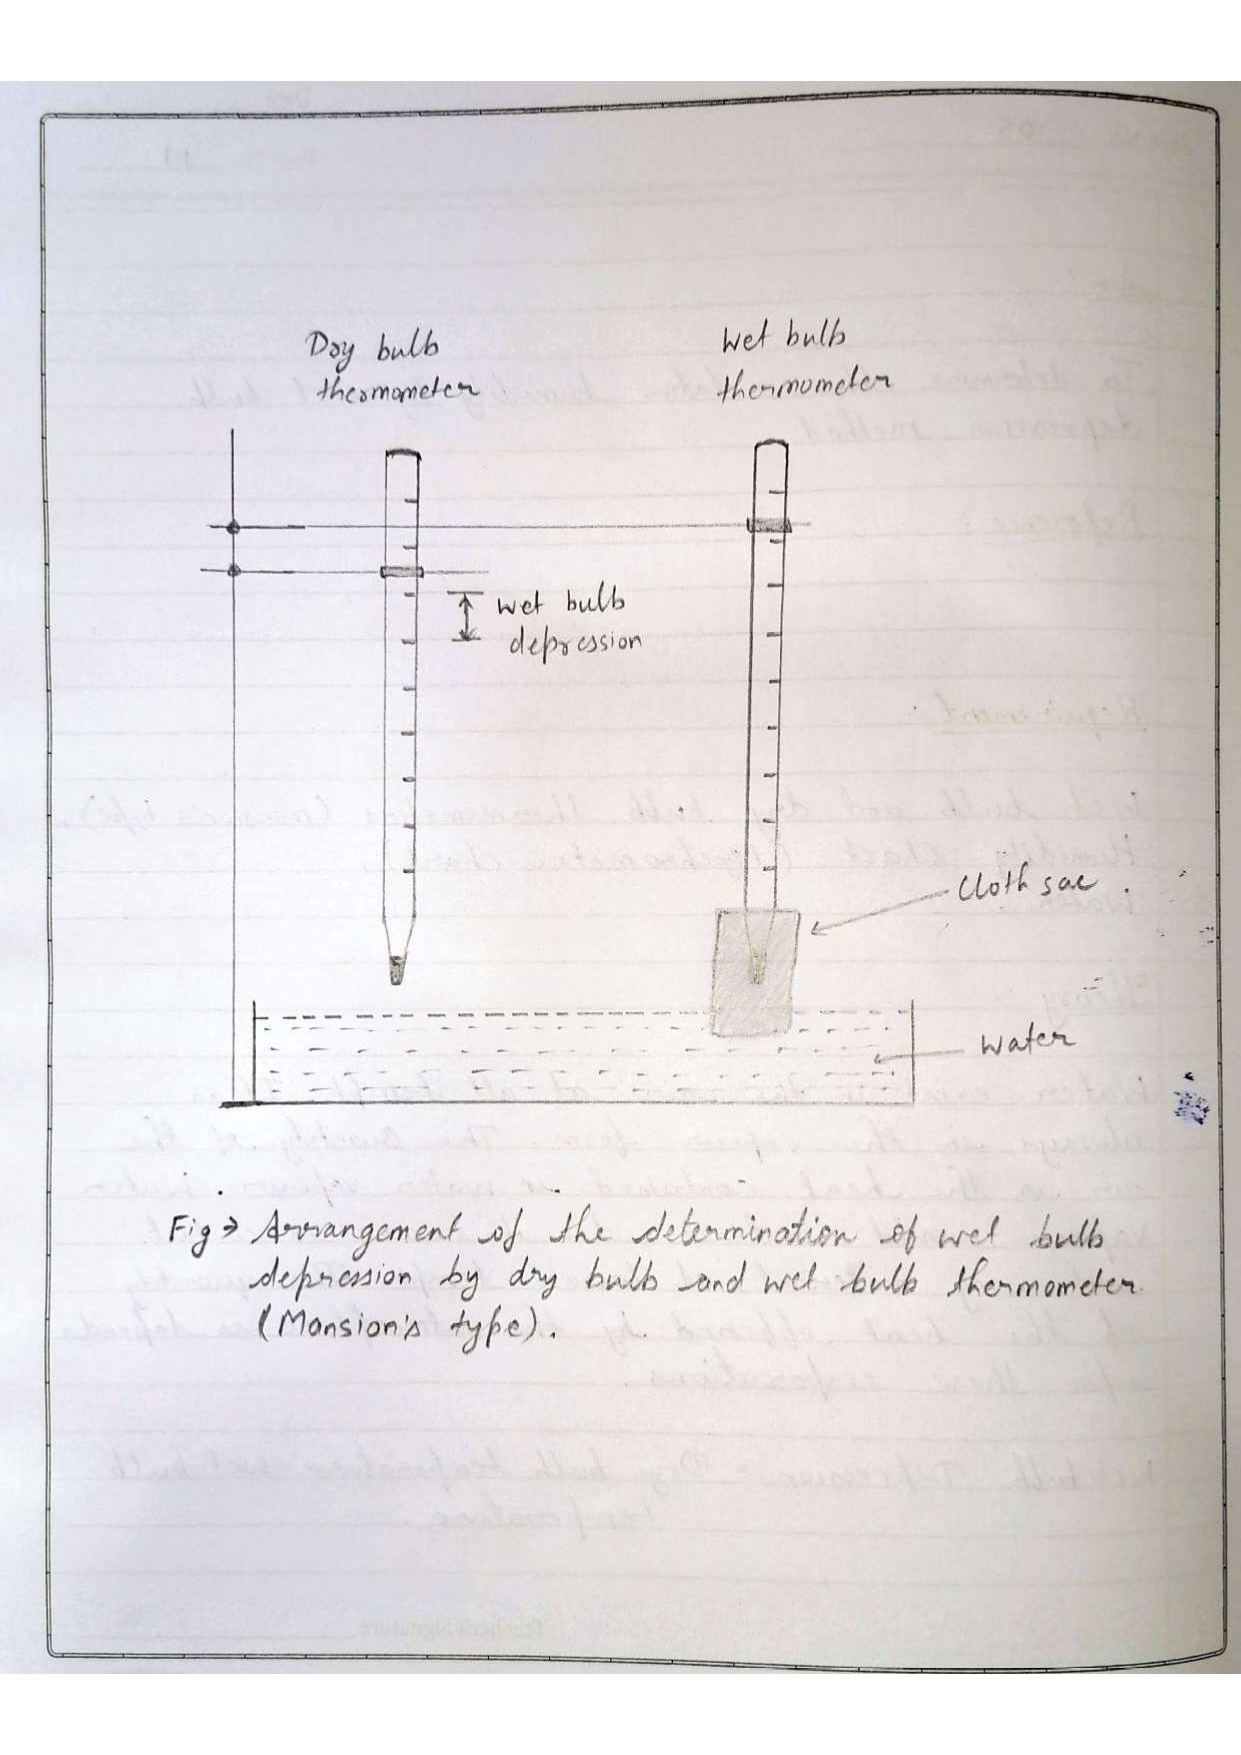 Dry bulb
thermometer
Wet bulb
thermometer
wet bulb
depression
Cloth sac
water
Fig → Arrangement of the determination of wet bulb
depression by dry bulb and wet bulb thermometer.
(Mansion's type).